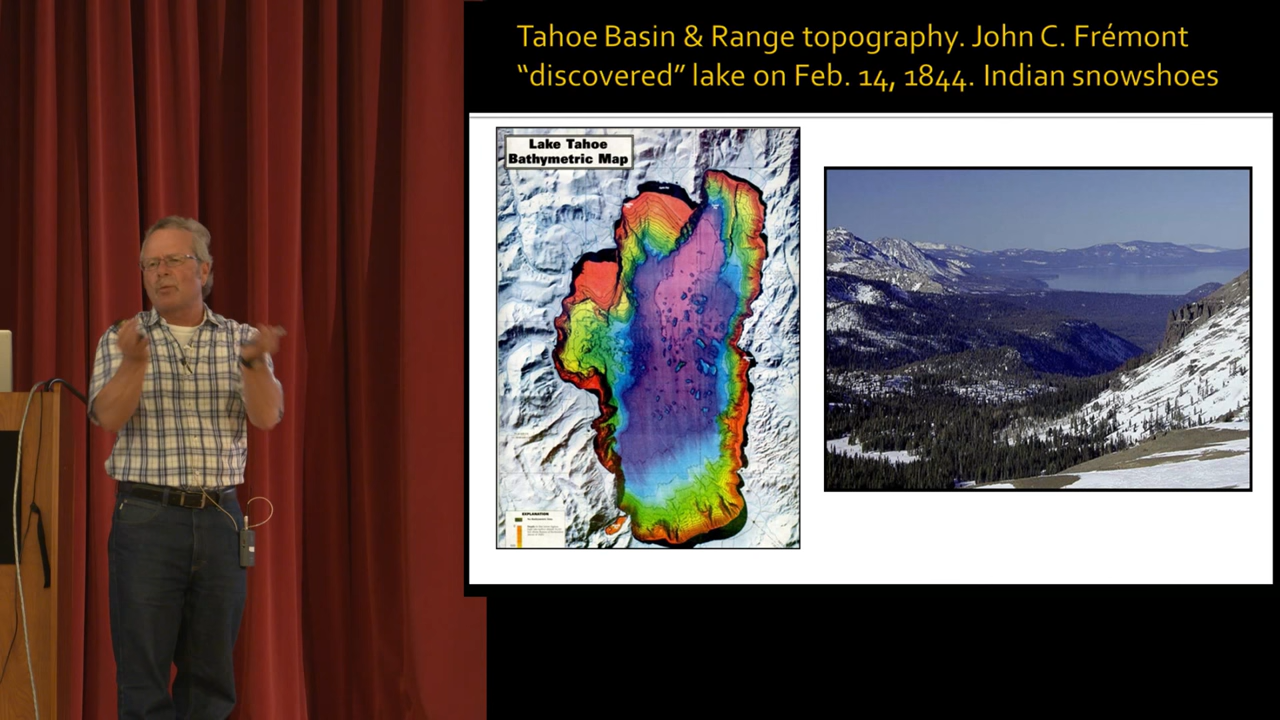 Tahoe Basin & Range topography. John C. Frémont
“discovered” lake on Feb. 14, 1844. Indian snowshoes
Lake Tahoe
Bathymetric Map
EXPLANATION